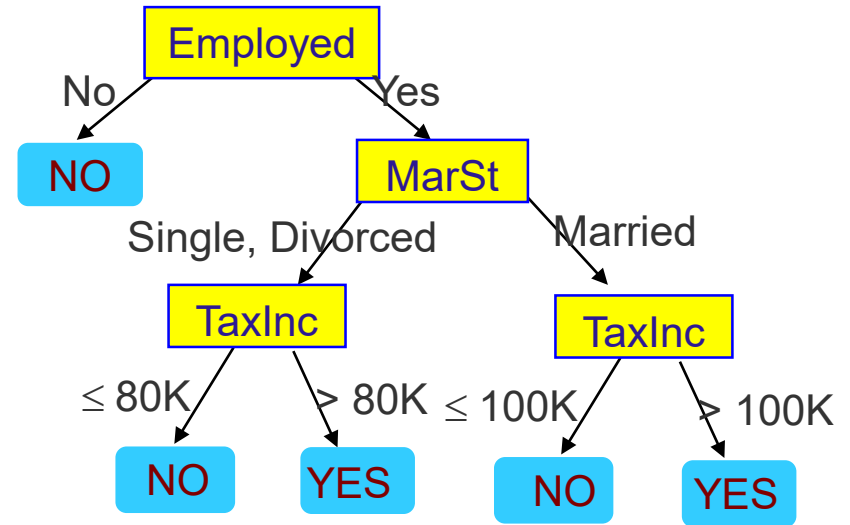 Employed
No
Yes
NO
MarSt
Single, Divorced
Married
TaxInc
TaxInc
≤ 80K
> 80K
≤ 100K
> 100K
NO
YES
NO
YES